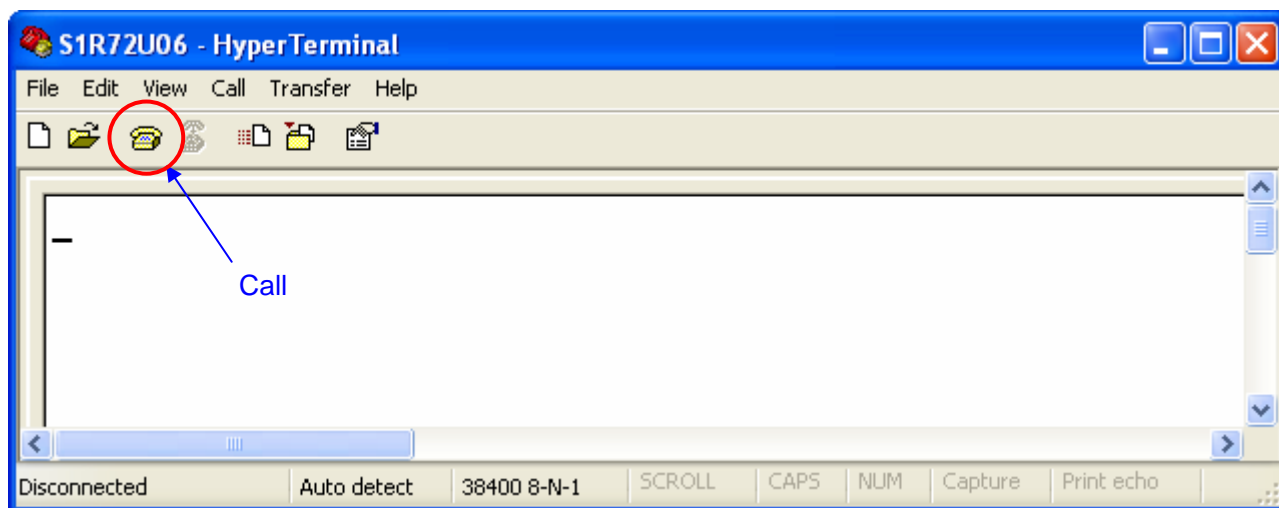 S1R72U06 - HyperTerminal
File Edit View Call Transfer Help
Call
Disconnected Auto detect 38400 8-N-1 SCROLL CAPS NUM Capture Print echo